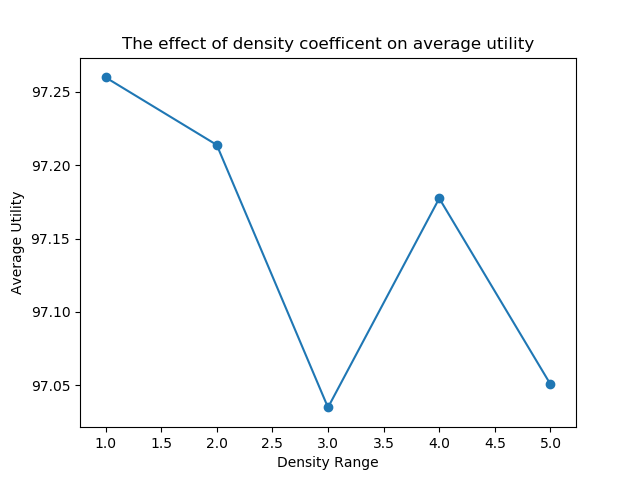 The effect of density coefficent on average utility
97.25
97.20
97.15
97.10
97.05
Average Utility
1.0 1.5 2.0 2.5 3.0 3.5 4.0 4.5 5.0
Density Range